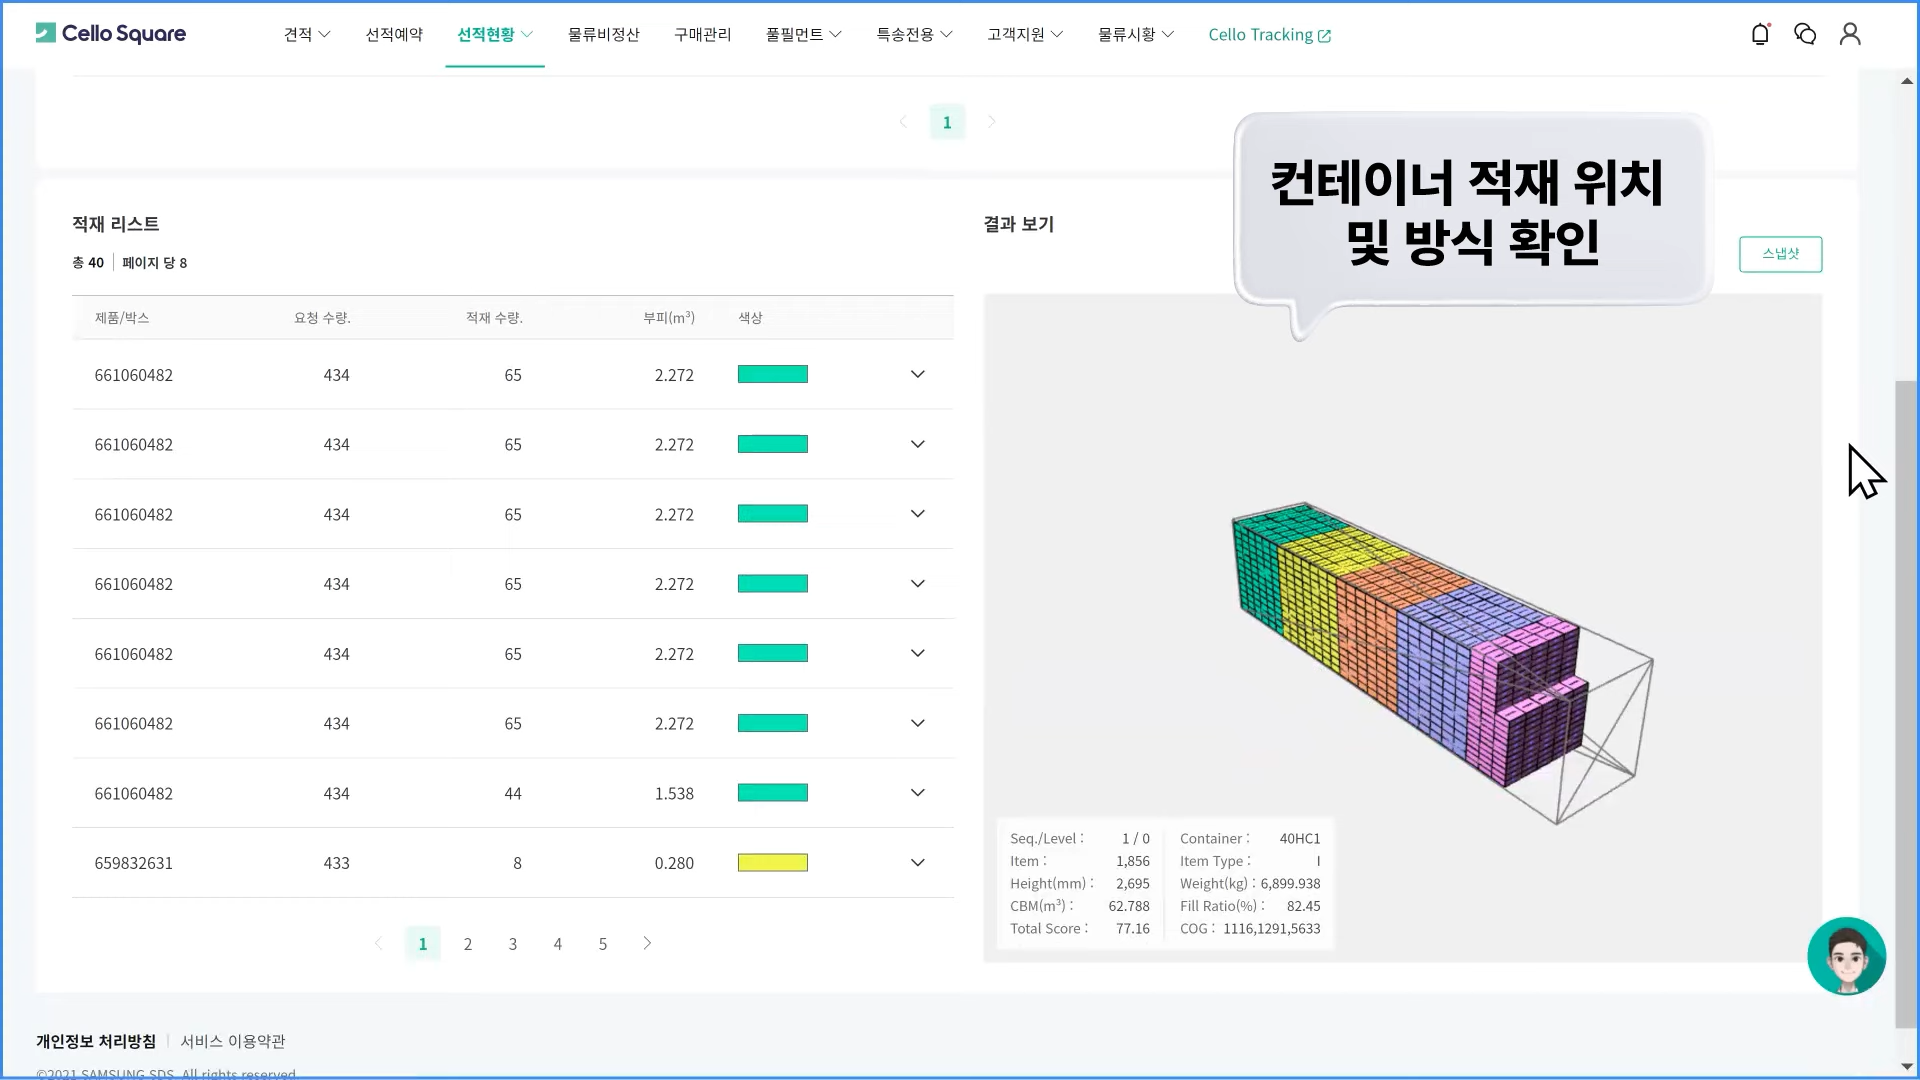 Cello Square
견적
선적예약
선적현황
물류비정산
구매관리
풀필먼트
특송전용
고객지원
물류시황
Cello Tracking
1
컨테이너 적재 위치
및 방식 확인
적재 리스트
총 40 페이지 당 8
제품/박스 요청 수량. 적재 수량. 부피(m³) 색상
661060482 434 65 2.272
661060482 434 65 2.272
661060482 434 65 2.272
661060482 434 65 2.272
661060482 434 65 2.272
661060482 434 65 2.272
661060482 434 44 1.538
659832631 433 8 0.280
1 2 3 4 5
결과 보기
스냅샷
Seq./Level : 1 / 0 Container : 40HC1
Item : 1,856 Item Type : I
Height(mm) : 2,695 Weight(kg) : 6,899.938
CBM(m³) : 62.788 Fill Ratio(%) : 82.45
Total Score : 77.16 COG : 1116,1291,5633
개인정보 처리방침 서비스 이용약관
©2021 SAMSUNG SDS. All rights reserved.